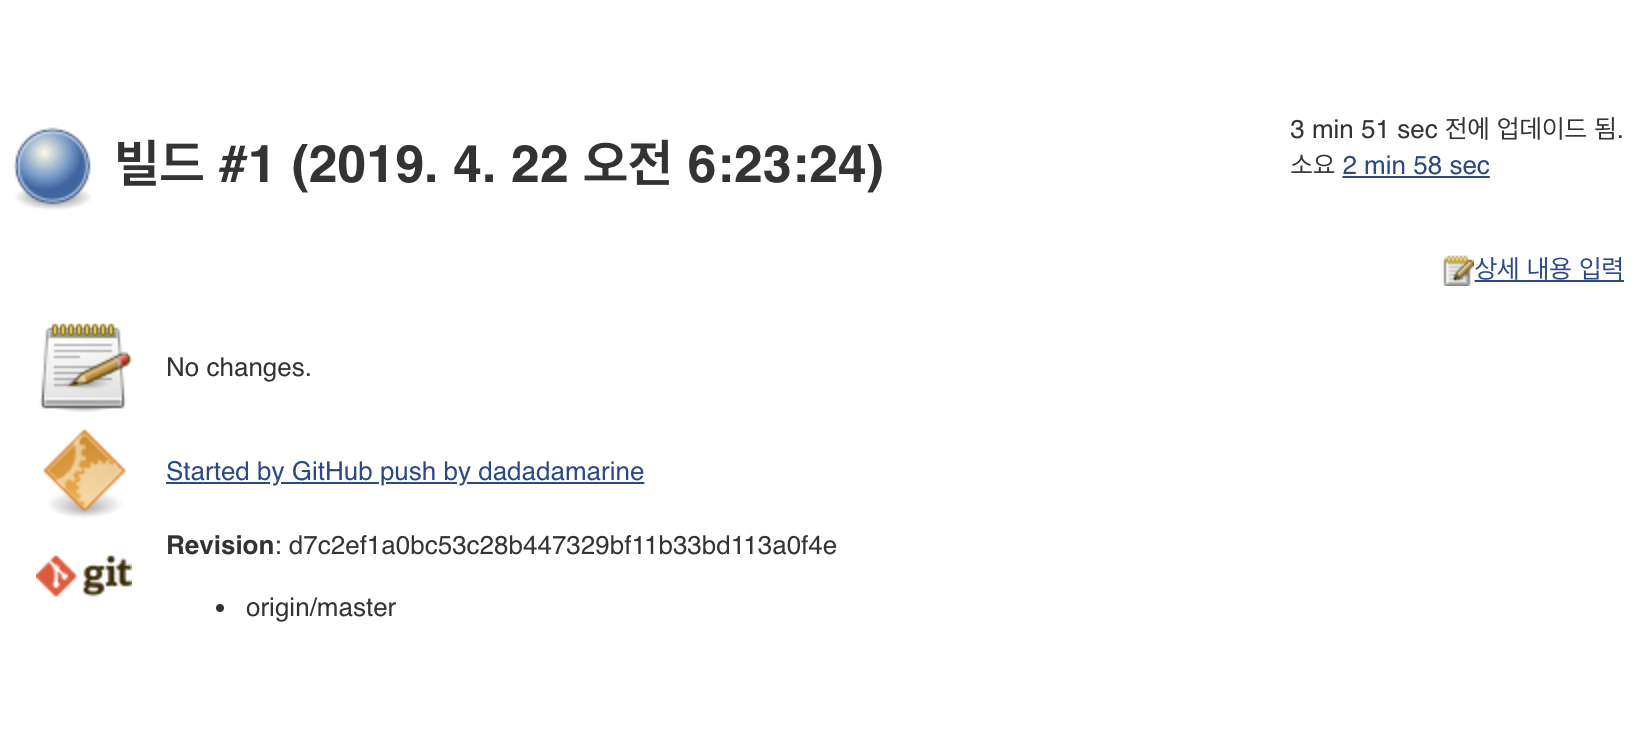 빌드 #1 (2019. 4. 22 오전 6:23:24)
3 min 51 sec 전에 업데이드 됨.
소요 2 min 58 sec
상세 내용 입력
No changes.
Started by GitHub push by dadadamarine
Revision: d7c2ef1a0bc53c28b447329bf11b33bd113a0f4e
git
• origin/master